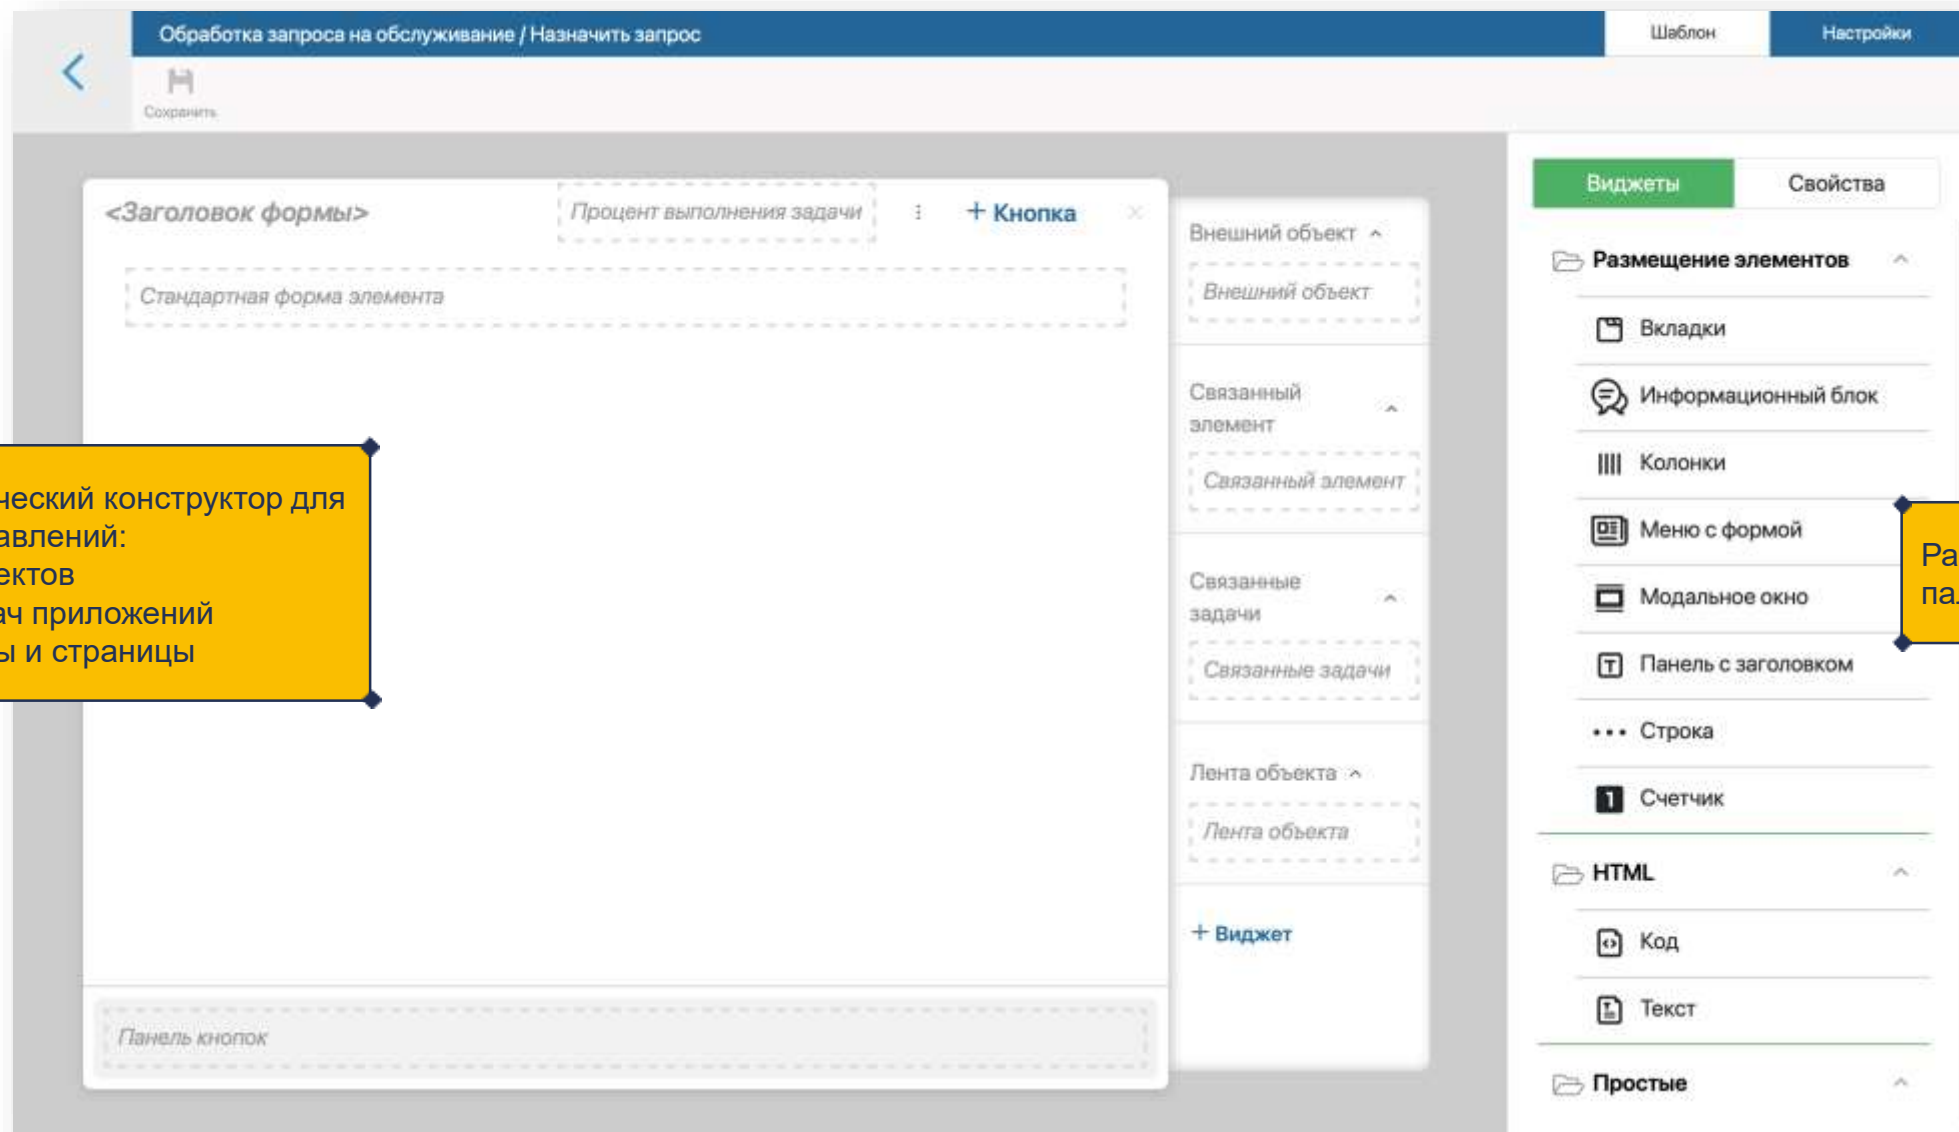 Обработка запроса на обслуживание / Назначить запрос
Шаблон
Настройки
Сохранить
<Заголовок формы>
Процент выполнения задачи
+ Кнопка
Стандартная форма элемента
ческий конструктор для
авлений:
ектов
ач приложений
ы и страницы
Панель кнопок
Внешний объект
Внешний объект
Связанный
элемент
Связанный элемент
Связанные
задачи
Связанные задачи
Лента объекта
Лента объекта
+ Виджет
Виджеты
Свойства
Размещение элементов
Вкладки
Информационный блок
Колонки
Меню с формой
Модальное окно
Панель с заголовком
Строка
Счетчик
HTML
Код
Текст
Простые
Ра